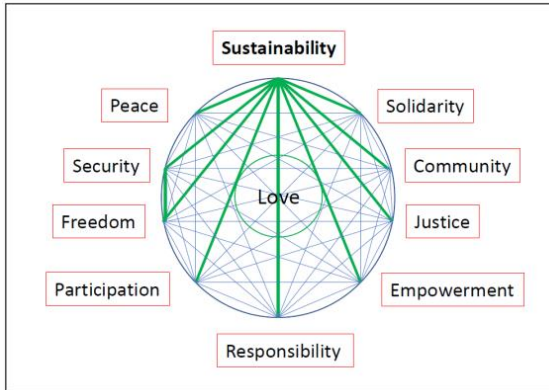 Sustainability
Peace
Solidarity
Security
Community
Love
Freedom
Justice
Participation
Empowerment
Responsibility